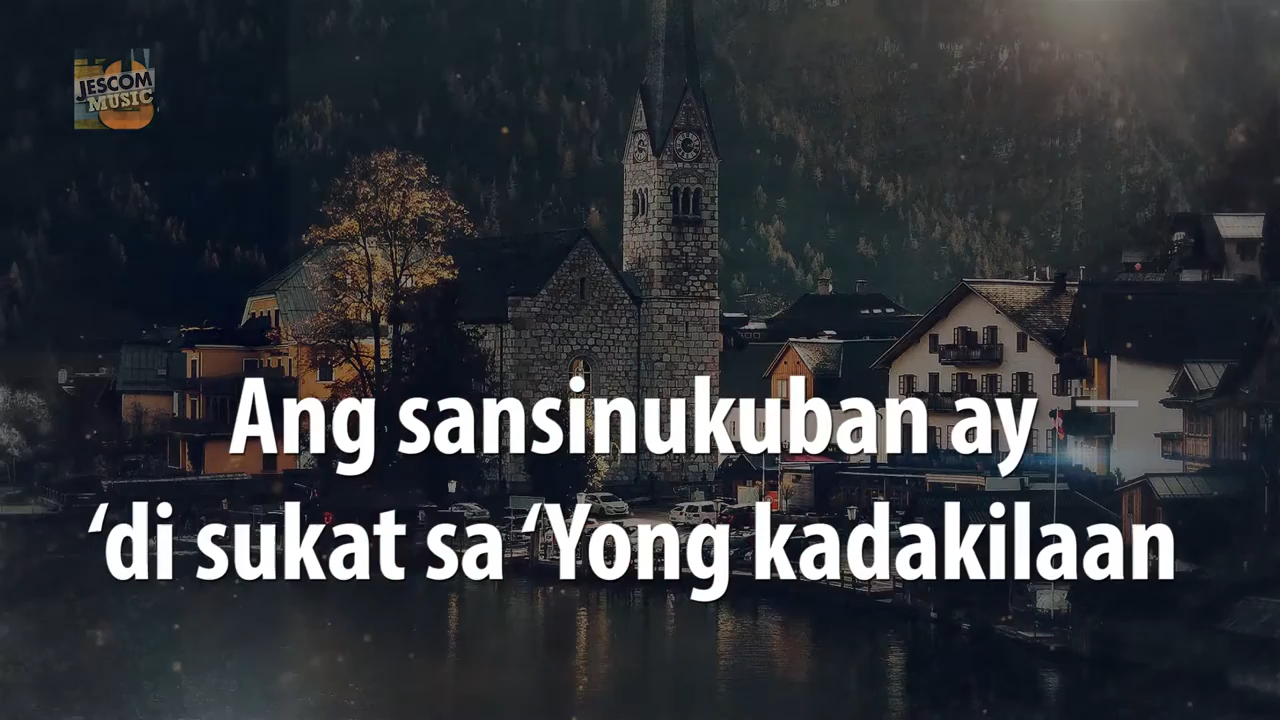 JESCOM
MUSIC
Ang sansinukuban ay
‘di sukat sa ‘Yong kadakilaan